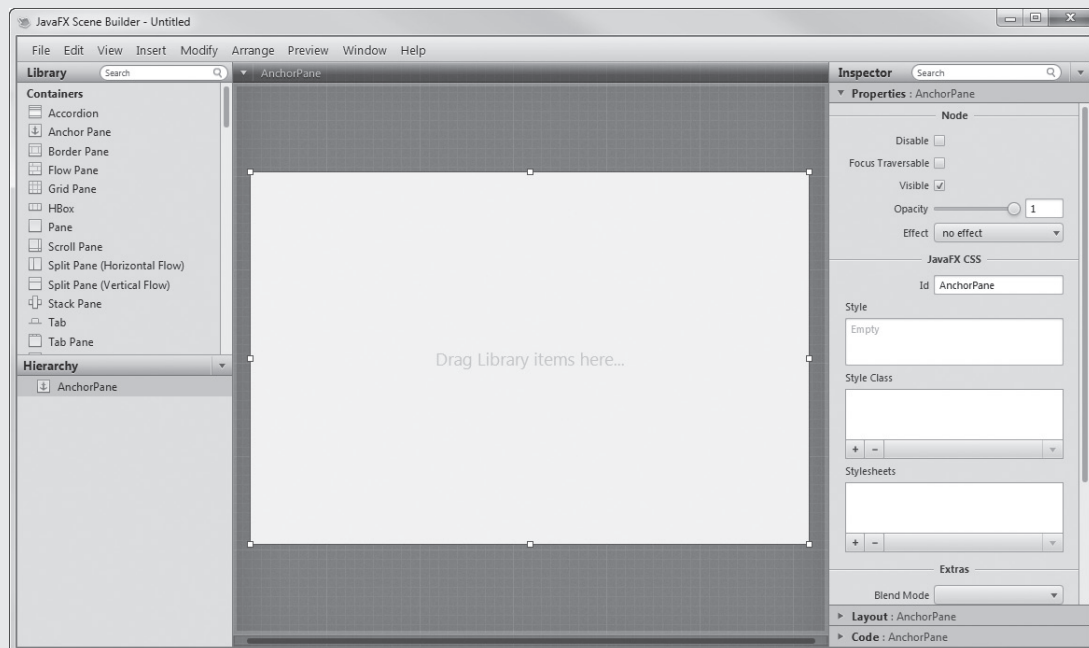 JavaFX Scene Builder - Untitled
File Edit View Insert Modify Arrange Preview Window Help
Library Search
Containers
Accordion
Anchor Pane
Border Pane
Flow Pane
Grid Pane
HBox
Pane
Scroll Pane
Split Pane (Horizontal Flow)
Split Pane (Vertical Flow)
Stack Pane
Tab
Tab Pane
Hierarchy
AnchorPane
AnchorPane
Drag Library items here...
Inspector Search
Properties : AnchorPane
Node
Disable
Focus Traversable
Visible
Opacity 1
Effect no effect
JavaFX CSS
Id AnchorPane
Style
Empty
Style Class
+ -
Stylesheets
+ -
Extras
Blend Mode
Layout : AnchorPane
Code : AnchorPane